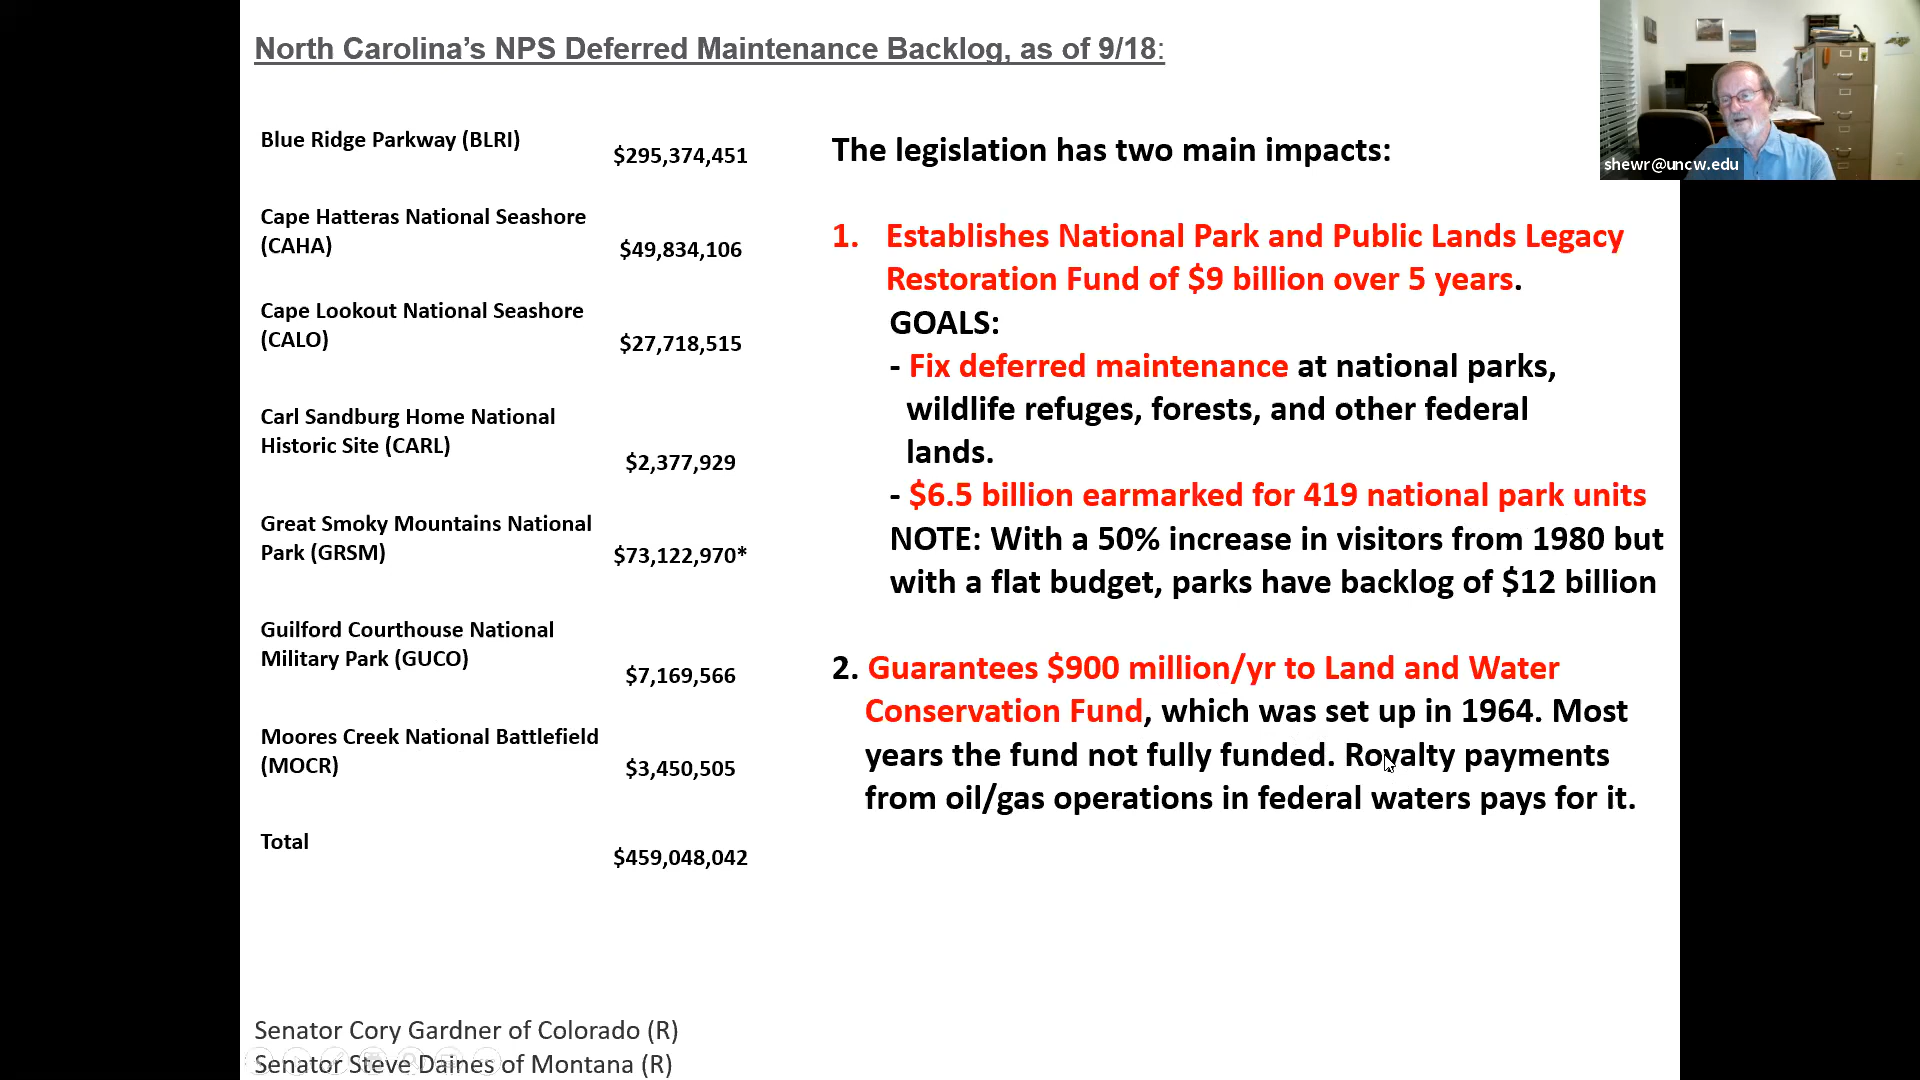 North Carolina’s NPS Deferred Maintenance Backlog, as of 9/18:
Blue Ridge Parkway (BLRI)
$295,374,451
Cape Hatteras National Seashore
(CAHA)
$49,834,106
Cape Lookout National Seashore
(CALO)
$27,718,515
Carl Sandburg Home National
Historic Site (CARL)
$2,377,929
Great Smoky Mountains National
Park (GRSM)
$73,122,970*
Guilford Courthouse National
Military Park (GUCO)
$7,169,566
Moores Creek National Battlefield
(MOCR)
$3,450,505
Total
$459,048,042
Senator Cory Gardner of Colorado (R)
Senator Steve Daines of Montana (R)
The legislation has two main impacts:
1. Establishes National Park and Public Lands Legacy
Restoration Fund of $9 billion over 5 years.
GOALS:
- Fix deferred maintenance at national parks,
wildlife refuges, forests, and other federal
lands.
- $6.5 billion earmarked for 419 national park units
NOTE: With a 50% increase in visitors from 1980 but
with a flat budget, parks have backlog of $12 billion
2. Guarantees $900 million/yr to Land and Water
Conservation Fund, which was set up in 1964. Most
years the fund not fully funded. Royalty payments
from oil/gas operations in federal waters pays for it.
shewr@uncw.edu